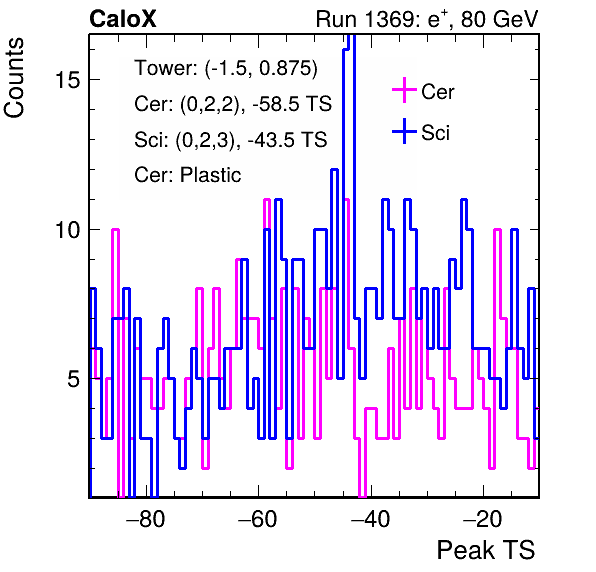 CaloX Run 1369: e⁺, 80 GeV
Counts
15
10
5
Tower: (-1.5, 0.875)
Cer: (0,2,2), -58.5 TS
Sci: (0,2,3), -43.5 TS
Cer: Plastic
Cer
Sci
−80 −60 −40 −20
Peak TS